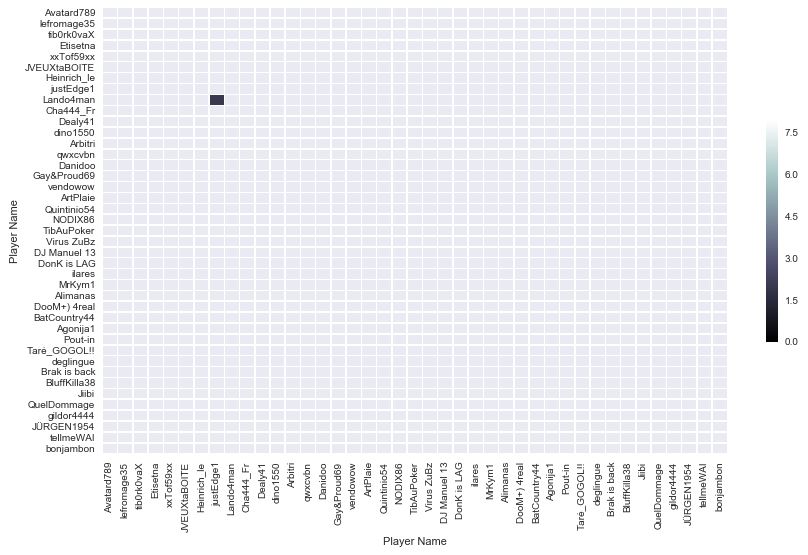 Avatard789
lefromage35
tib0rk0vaX
Etisetna
xxTof59xx
JVEUXtaBOITE
Heinrich_le
justEdge1
Lando4man
Cha444_Fr
Dealy41
dino1550
Arbitri
qwxcvbn
Danidoo
Gay&Proud69
vendowow
ArtPlaie
Quintinio54
NODIX86
TibAuPoker
Virus ZuBz
DJ Manuel 13
DonK is LAG
ilares
MrKym1
Alimanas
DooM+) 4real
BatCountry44
Agonija1
Pout-in
Taré_GOGOL!!
deglingue
Brak is back
BluffKilla38
Jiibi
QuelDommage
gildor4444
JÜRGEN1954
tellmeWAI
bonjambon
Player Name
Avatard789
lefromage35
tib0rk0vaX
Etisetna
xxTof59xx
JVEUXtaBOITE
Heinrich_le
justEdge1
Lando4man
Cha444_Fr
Dealy41
dino1550
Arbitri
qwxcvbn
Danidoo
Gay&Proud69
vendowow
ArtPlaie
Quintinio54
NODIX86
TibAuPoker
Virus ZuBz
DJ Manuel 13
DonK is LAG
ilares
MrKym1
Alimanas
DooM+) 4real
BatCountry44
Agonija1
Pout-in
Taré_GOGOL!!
deglingue
Brak is back
BluffKilla38
Jiibi
QuelDommage
gildor4444
JÜRGEN1954
tellmeWAI
bonjambon
Player Name
7.5
6.0
4.5
3.0
1.5
0.0